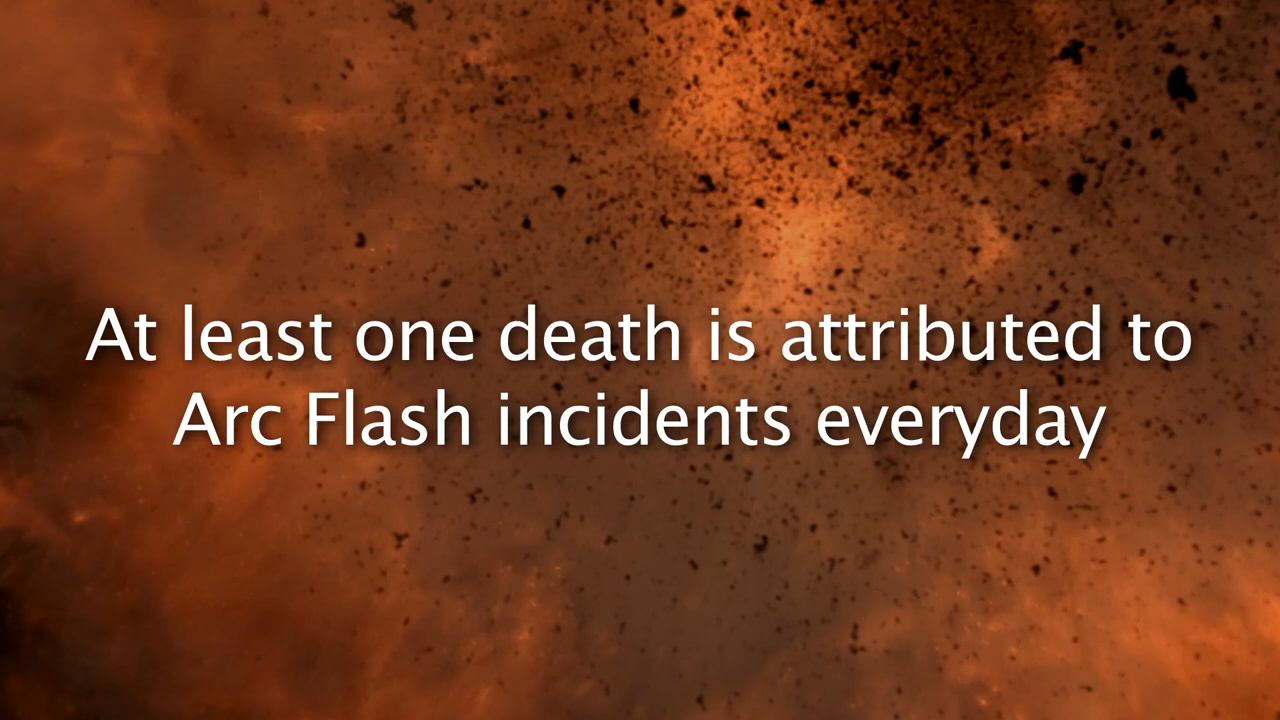 At least one death is attributed to
Arc Flash incidents everyday